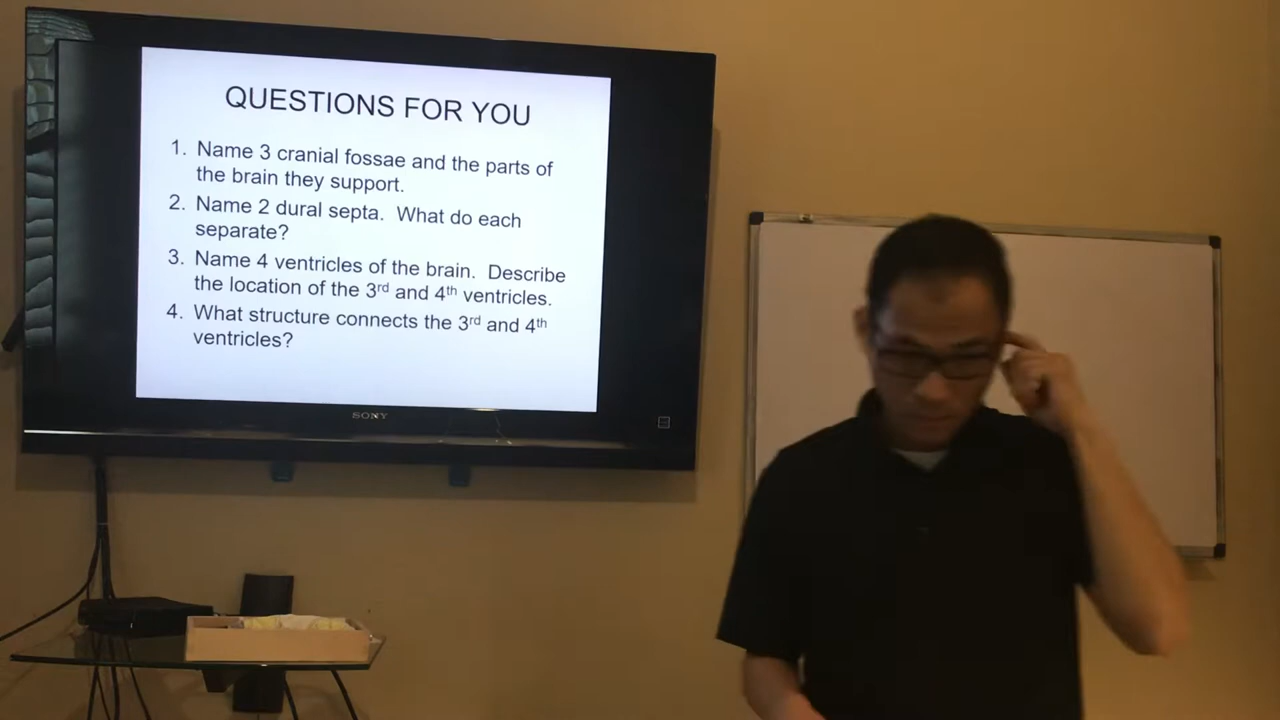 QUESTIONS FOR YOU
1. Name 3 cranial fossae and the parts of
the brain they support.
2. Name 2 dural septa. What do each
separate?
3. Name 4 ventricles of the brain. Describe
the location of the 3rd and 4th ventricles.
4. What structure connects the 3rd and 4th
ventricles?
SONY